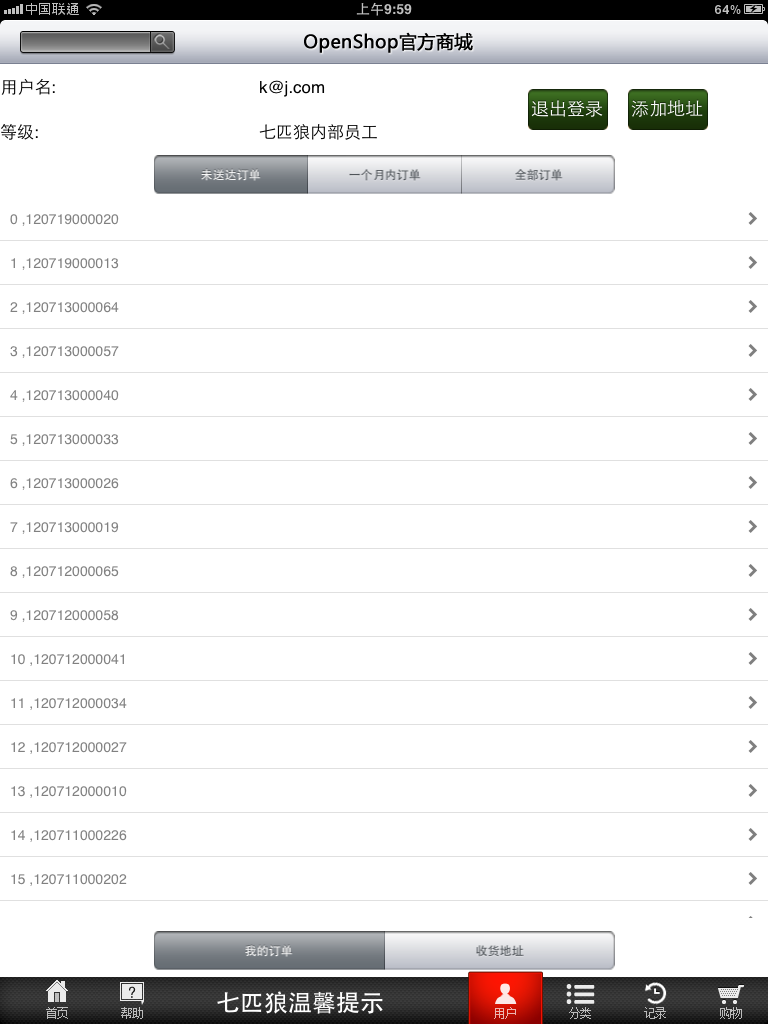 中国联通 上午9:59 64%
OpenShop官方商城
用户名: k@j.com
退出登录 添加地址
等级: 七匹狼内部员工
未送达订单 一个月内订单 全部订单
0 ,120719000020
1 ,120719000013
2 ,120713000064
3 ,120713000057
4 ,120713000040
5 ,120713000033
6 ,120713000026
7 ,120713000019
8 ,120712000065
9 ,120712000058
10 ,120712000041
11 ,120712000034
12 ,120712000027
13 ,120712000010
14 ,120711000226
15 ,120711000202
我的订单 收货地址
首页 帮助 七匹狼温馨提示 用户 分类 记录 购物